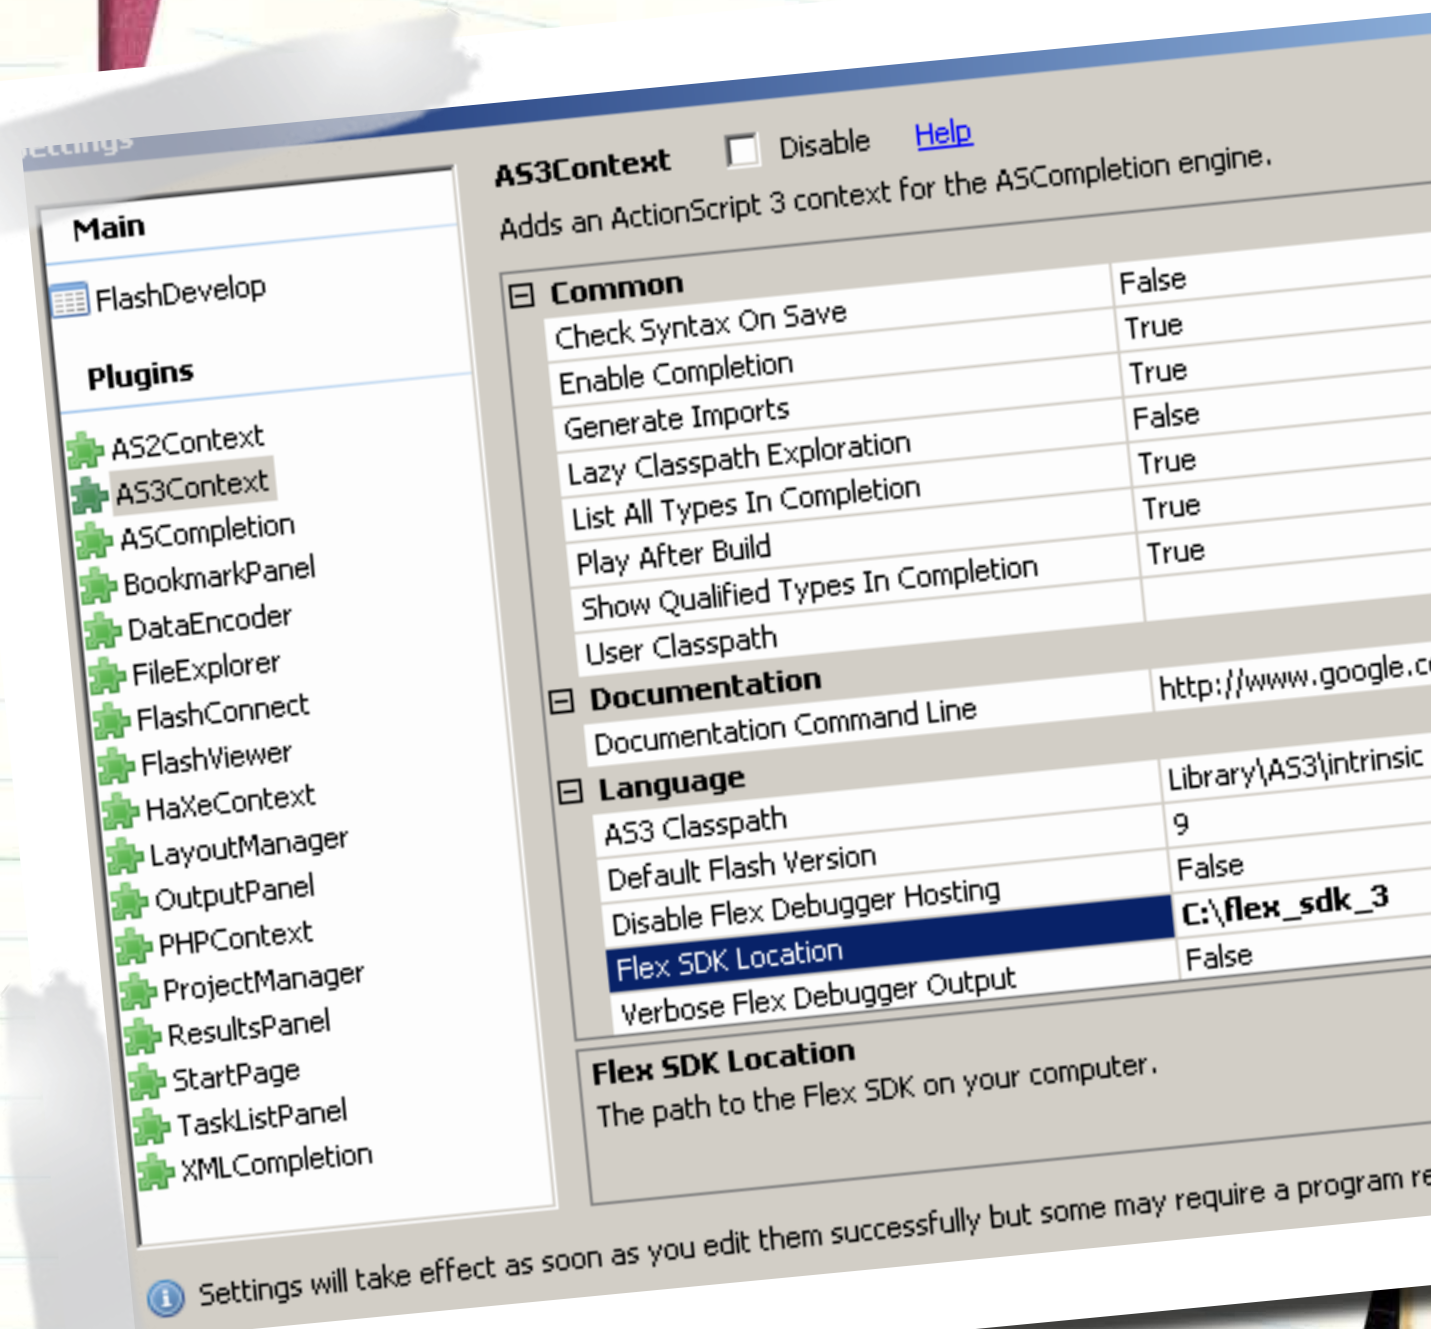 Settings
Main
FlashDevelop
Plugins
AS2Context
AS3Context
ASCompletion
BookmarkPanel
DataEncoder
FileExplorer
FlashConnect
FlashViewer
HaXeContext
LayoutManager
OutputPanel
PHPContext
ProjectManager
ResultsPanel
StartPage
TaskListPanel
XMLCompletion
AS3Context Disable Help
Adds an ActionScript 3 context for the ASCompletion engine.
Common
Check Syntax On Save False
Enable Completion True
Generate Imports True
Lazy Classpath Exploration False
List All Types In Completion True
Play After Build True
Show Qualified Types In Completion True
User Classpath
Documentation
Documentation Command Line http://www.google.c
Language
AS3 Classpath Library\AS3\intrinsic
Default Flash Version 9
Disable Flex Debugger Hosting False
Flex SDK Location C:\flex_sdk_3
Verbose Flex Debugger Output False
Flex SDK Location
The path to the Flex SDK on your computer.
Settings will take effect as soon as you edit them successfully but some may require a program re